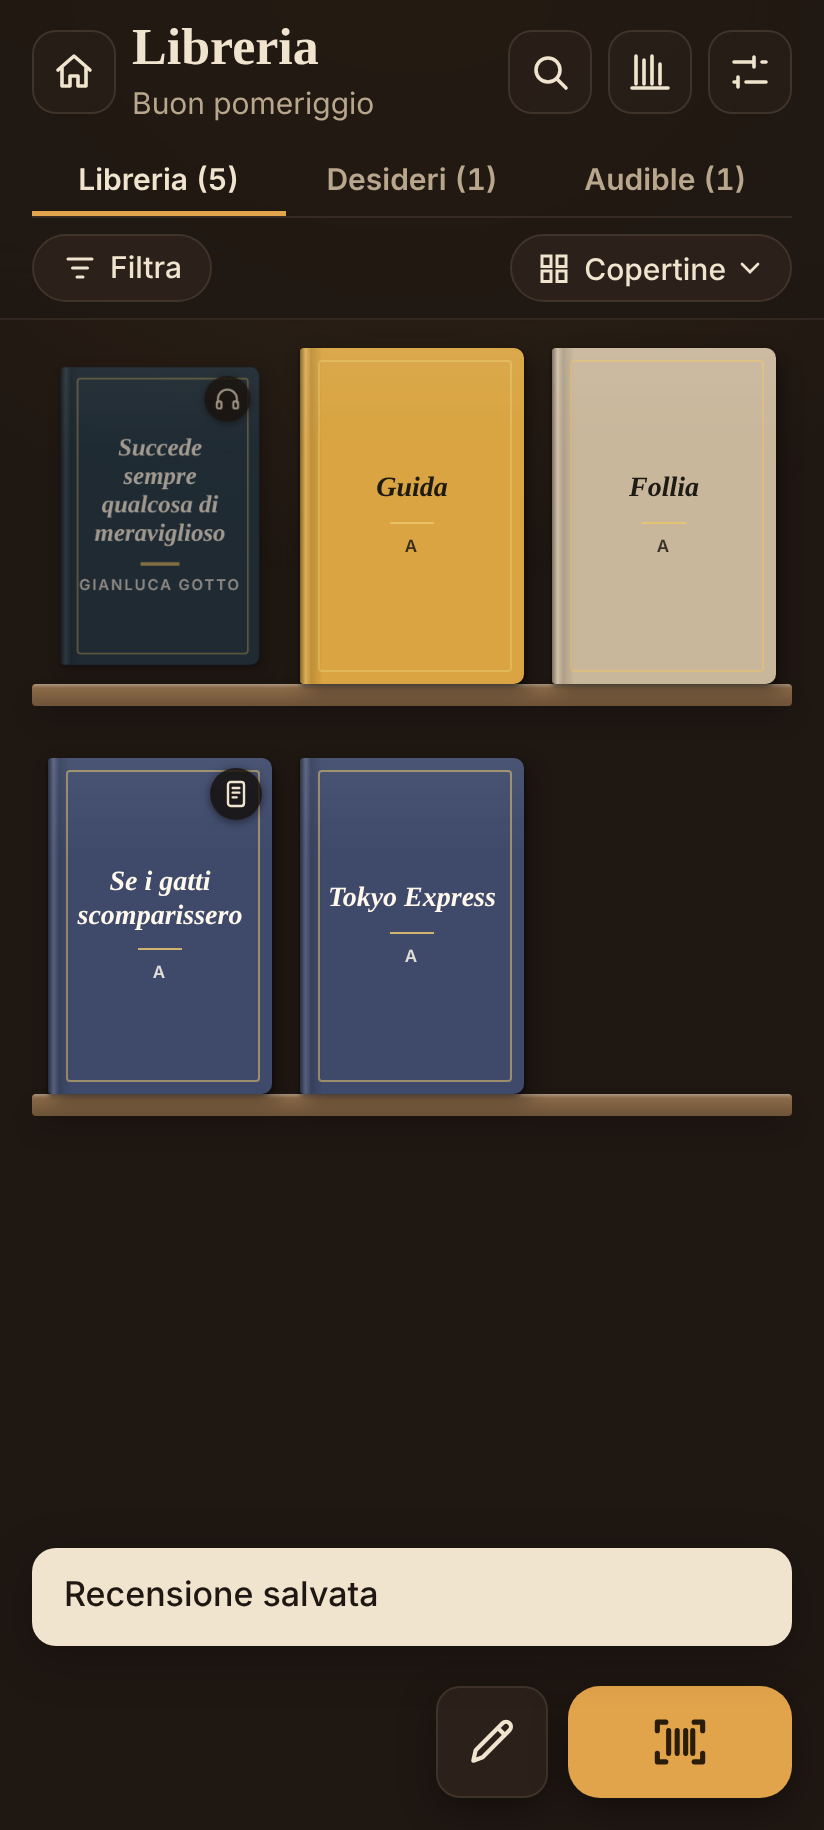 Libreria
Buon pomeriggio
Libreria (5)
Desideri (1)
Audible (1)
Filtra
Copertine
Succede
sempre
qualcosa di
meraviglioso
GIANLUCA GOTTO
Guida
A
Follia
A
Se i gatti
scomparissero
A
Tokyo Express
A
Recensione salvata